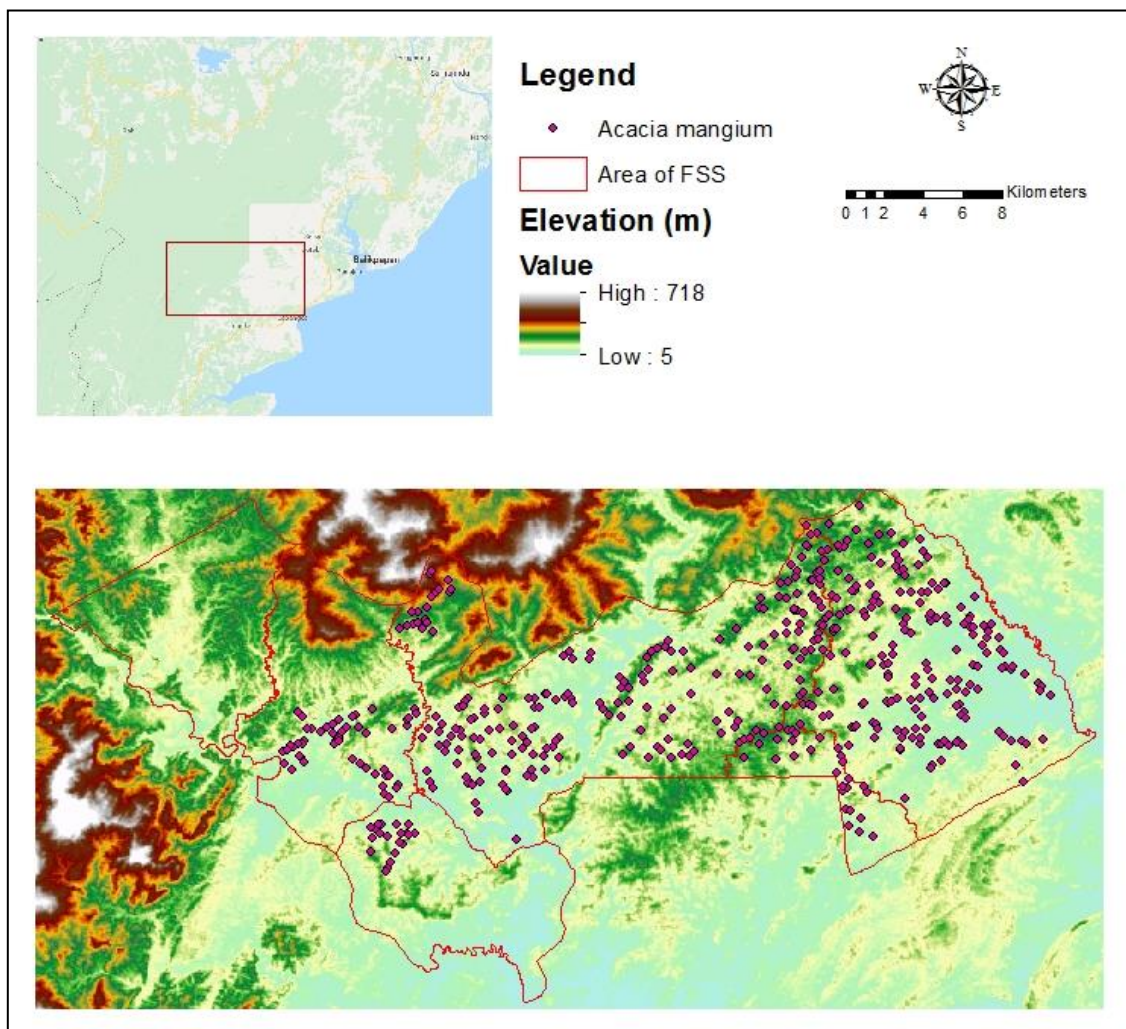 Balikpapan
Legend
Acacia mangium
Area of FSS
Elevation (m)
Value
High : 718
Low : 5
N
W E
S
Kilometers
0 1 2 4 6 8